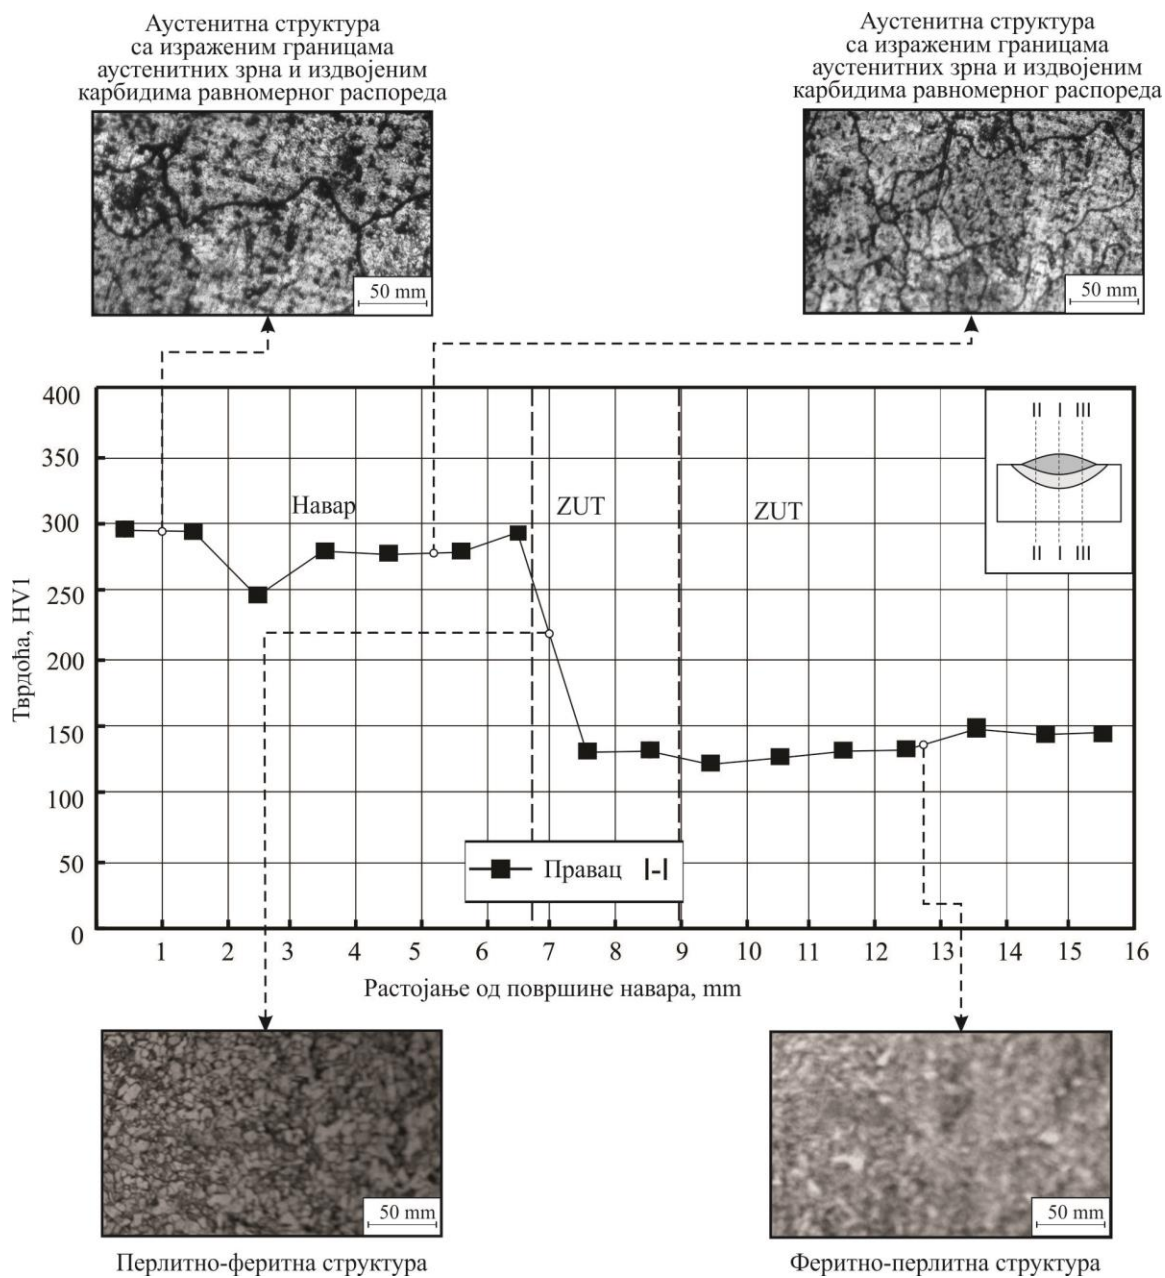 Аустенитна структура
са израженим границама
аустенитних зрна и издвојеним
карбидима равномерног распореда
Аустенитна структура
са израженим границама
аустенитних зрна и издвојеним
карбидима равномерног распореда
50 mm
50 mm
400
350
300
250
200
150
100
50
0
Тврдоћа, HV1
Навар
ZUT
ZUT
II I III
II I III
Правац I-I
1 2 3 4 5 6 7 8 9 10 11 12 13 14 15 16
Растојање од површине навара, mm
50 mm
50 mm
Перлитно-феритна структура
Феритно-перлитна структура